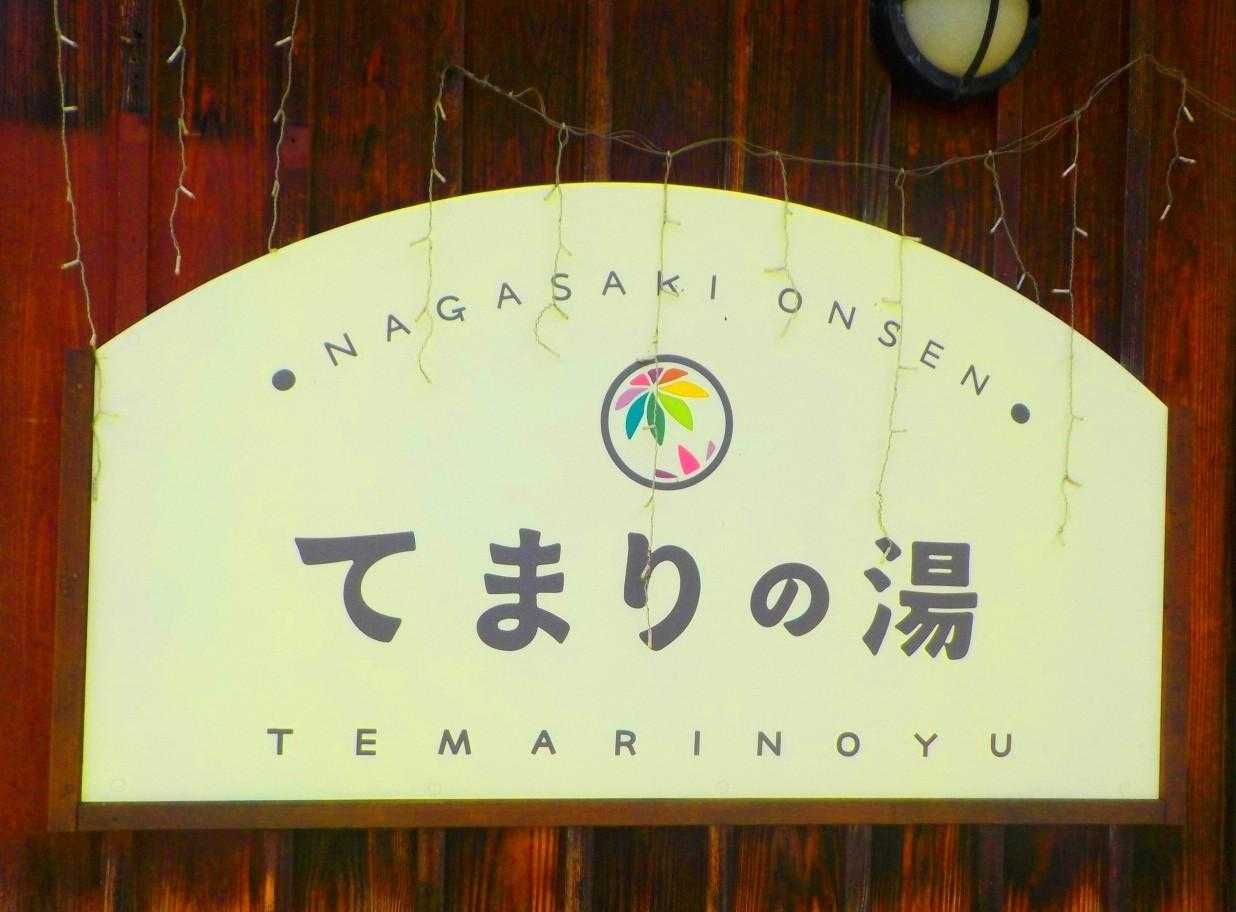 • NAGASAKI ONSEN •
てまりの湯
TEMARINOYU